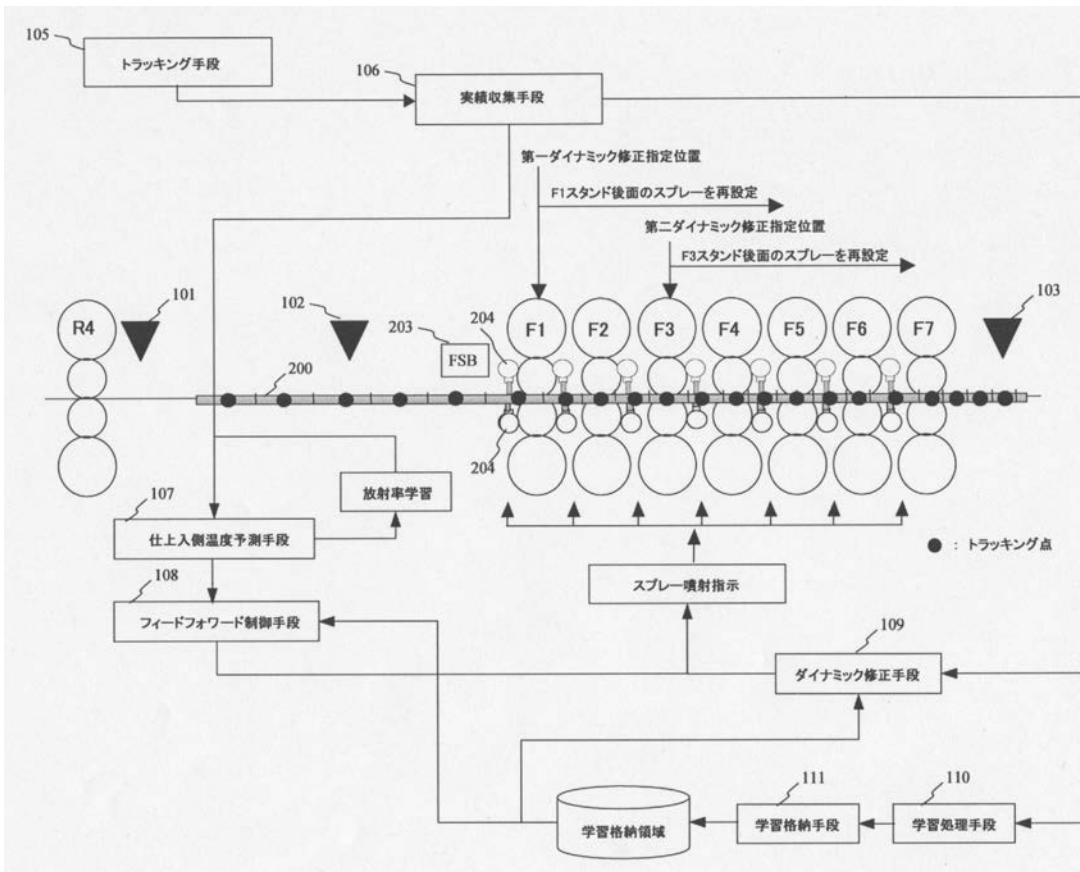 105
トラッキング手段
106
実績収集手段
第一ダイナミック修正指定位置
F1スタンド後面のスプレーを再設定
第二ダイナミック修正指定位置
F3スタンド後面のスプレーを再設定
101
102
103
203
204
R4
FSB
F1
F2
F3
F4
F5
F6
F7
200
204
放射率学習
107
仕上入側温度予測手段
● : トラッキング点
108
フィードフォワード制御手段
スプレー噴射指示
109
ダイナミック修正手段
111
110
学習格納領域
学習格納手段
学習処理手段